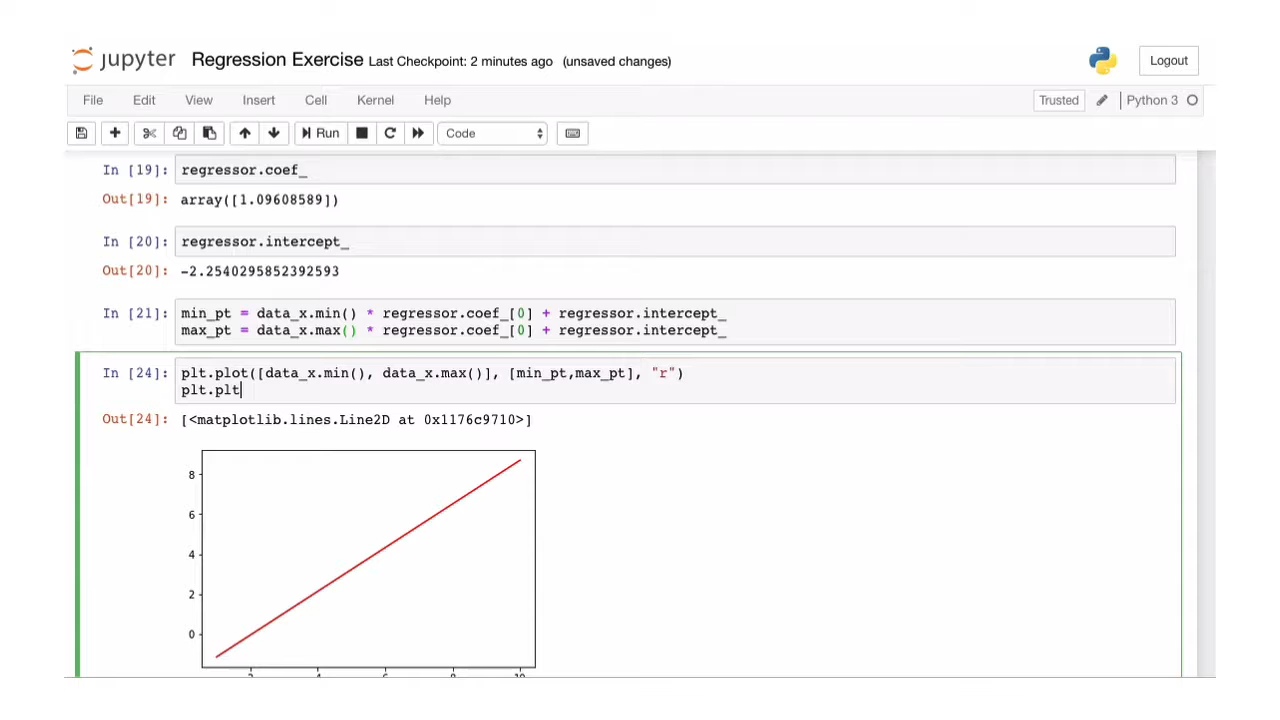 jupyter Regression Exercise Last Checkpoint: 2 minutes ago (unsaved changes) Logout
File Edit View Insert Cell Kernel Help Trusted Python 3
Run Code
In [19]: regressor.coef_
Out[19]: array([1.09608589])
In [20]: regressor.intercept_
Out[20]: -2.2540295852392593
In [21]: min_pt = data_x.min() * regressor.coef_[0] + regressor.intercept_
max_pt = data_x.max() * regressor.coef_[0] + regressor.intercept_
In [24]: plt.plot([data_x.min(), data_x.max()], [min_pt,max_pt], "r")
plt.plt
Out[24]: [<matplotlib.lines.Line2D at 0x1176c9710>]
8
6
4
2
0